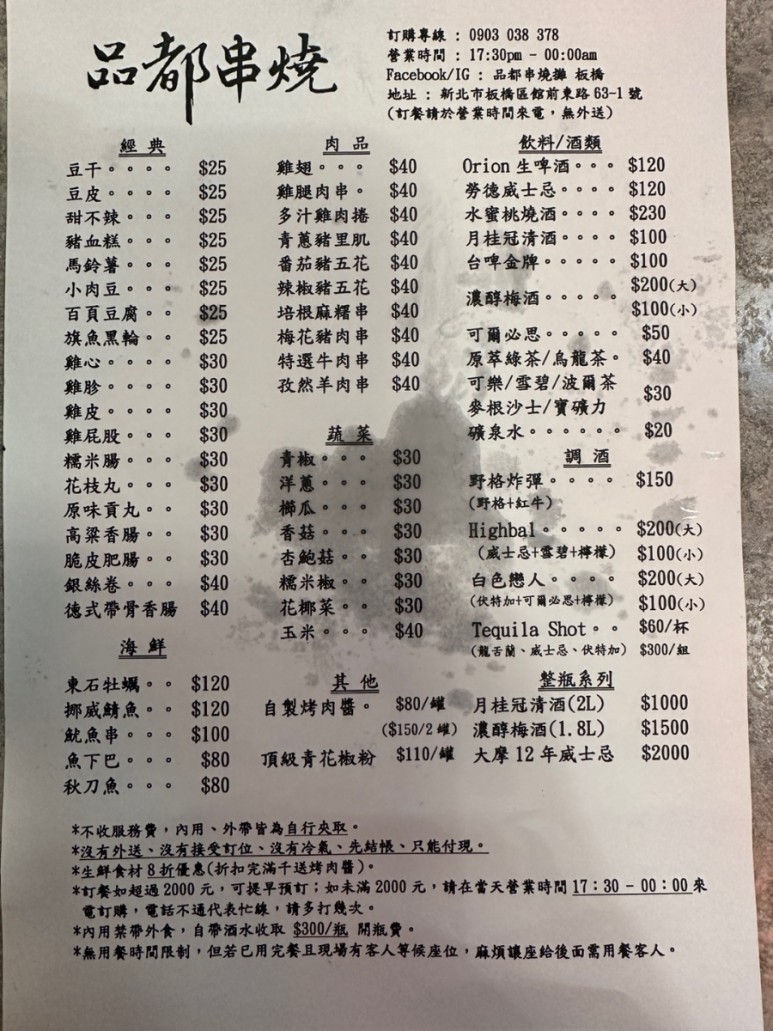 品都串燒
訂購專線 : 0903 038 378
營業時間 : 17:30pm - 00:00am
Facebook/IG : 品都串燒攤 板橋
地址 : 新北市板橋區館前東路 63-1 號
(訂餐請於營業時間來電，無外送)
經 典
豆干。。。。 $25
豆皮。。。。 $25
甜不辣。。。 $25
豬血糕。。。 $25
馬鈴薯。。。 $25
小肉豆。。。 $25
百頁豆腐。。 $25
旗魚黑輪。。 $25
雞心。。。。 $30
雞胗。。。。 $30
雞皮。。。。 $30
雞屁股。。。 $30
糯米腸。。。 $30
花枝丸。。。 $30
原味貢丸。。 $30
高粱香腸。。 $30
脆皮肥腸。。 $30
銀絲卷。。。 $40
德式帶骨香腸 $40
海 鮮
東石牡蠣。。 $120
挪威鯖魚。。 $120
魷魚串。。。 $100
魚下巴。。。 $80
秋刀魚。。。 $80
肉 品
雞翅。。。 $40
雞腿肉串。 $40
多汁雞肉捲 $40
青蔥豬里肌 $40
番茄豬五花 $40
辣椒豬五花 $40
培根麻糬串 $40
梅花豬肉串 $40
特選牛肉串 $40
孜然羊肉串 $40
蔬 菜
青椒。。。 $30
洋蔥。。。 $30
櫛瓜。。。 $30
香菇。。。 $30
杏鮑菇。。 $30
糯米椒。。 $30
花椰菜。。 $30
玉米。。。 $40
其 他
自製烤肉醬。 $80/罐
($150/2 罐)
頂級青花椒粉 $110/罐
飲料/酒類
Orion 生啤酒。。。 $120
勞德威士忌。。。。 $120
水蜜桃燒酒。。。。 $230
月桂冠清酒。。。。 $100
台啤金牌。。。。。 $100
濃醇梅酒。。。。。 $200(大)
$100(小)
可爾必思。。。。。 $50
原萃綠茶/烏龍茶。 $40
可樂/雪碧/波爾茶
麥根沙士/寶礦力 $30
礦泉水。。。。。。 $20
調 酒
野格炸彈。。。。 $150
(野格+紅牛)
Highbal。。。。。 $200(大)
(威士忌+雪碧+檸檬) $100(小)
白色戀人。。。。 $200(大)
(伏特加+可爾必思+檸檬) $100(小)
Tequila Shot。。 $60/杯
(龍舌蘭、威士忌、伏特加) $300/組
整瓶系列
月桂冠清酒(2L) $1000
濃醇梅酒(1.8L) $1500
大摩 12 年威士忌 $2000
*不收服務費，內用、外帶皆為自行夾取。
*沒有外送、沒有接受訂位、沒有冷氣、先結帳、只能付現。
*生鮮食材 8 折優惠(折扣完滿千送烤肉醬)。
*訂餐如超過 2000 元，可提早預訂；如未滿 2000 元，請在當天營業時間 17：30 - 00：00 來
電訂購，電話不通代表忙線，請多打幾次。
*內用禁帶外食，自帶酒水收取 $300/瓶 開瓶費。
*無用餐時間限制，但若已用完餐且現場有客人等候座位，麻煩讓座給後面需用餐客人。